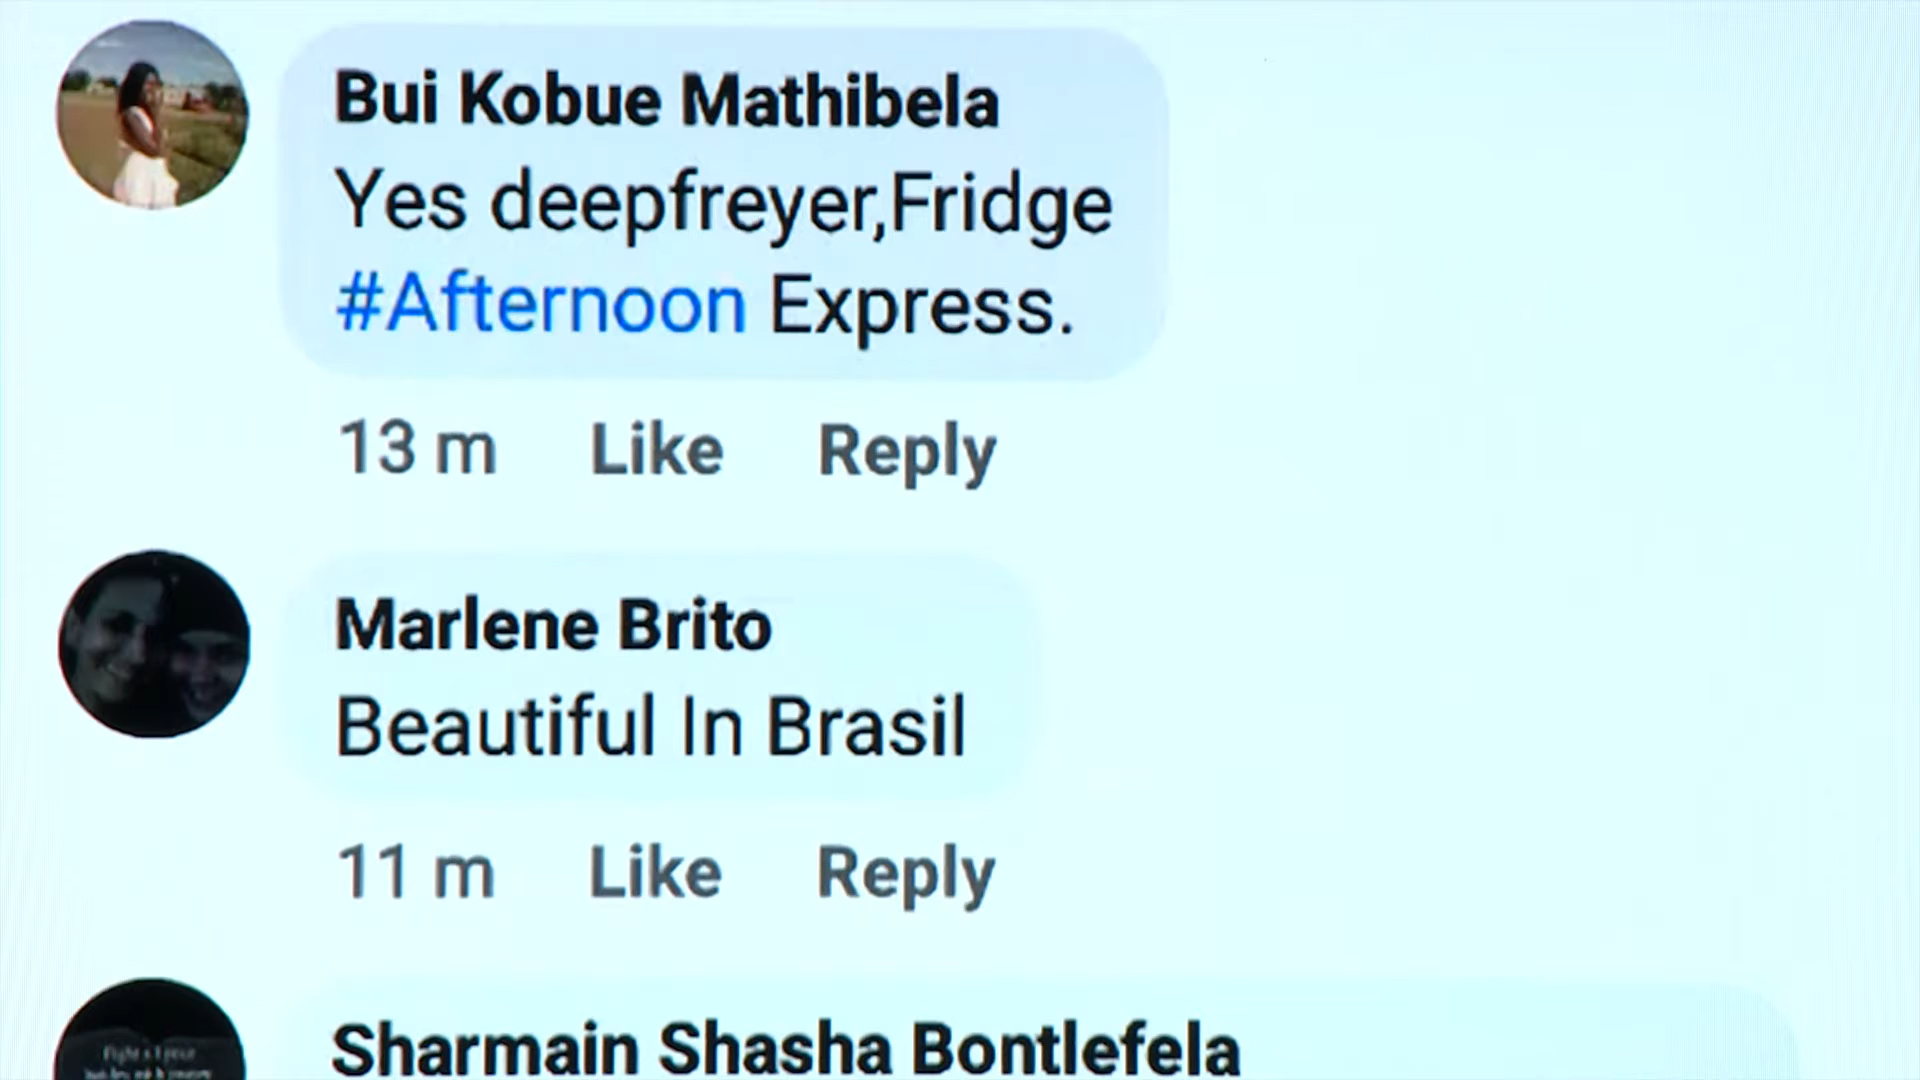 Bui Kobue Mathibela
Yes deepfreyer,Fridge
#Afternoon Express.
13 m Like Reply
Marlene Brito
Beautiful In Brasil
11 m Like Reply
Sharmain Shasha Bontlefela